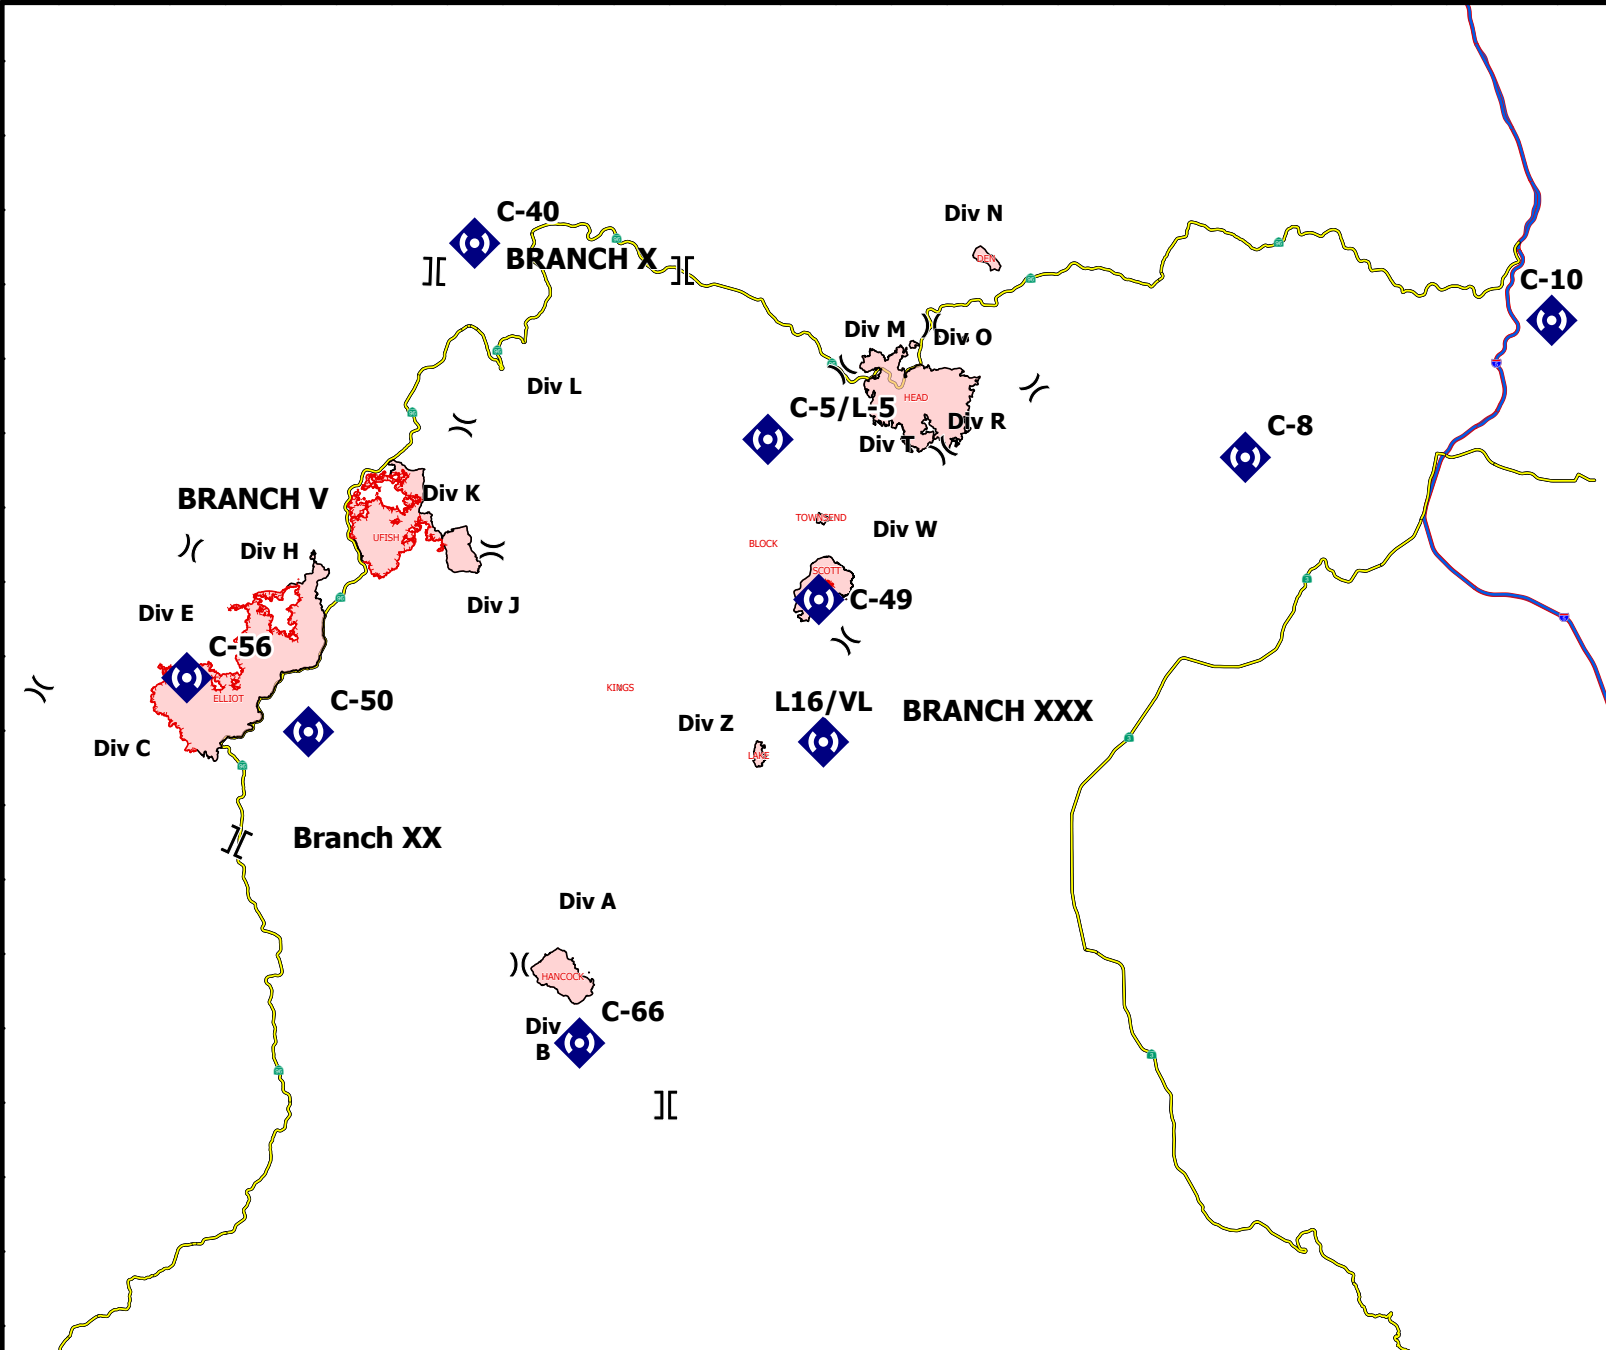 C-40
Div N
BRANCH X
DEN
C-10
Div M
Div O
Div L
HEAD
C-5/L-5
Div R
C-8
Div T
BRANCH V
Div K
TOWNSEND
Div W
UFISH
BLOCK
Div H
SCOTT
Div J
C-49
Div E
C-56
KINGS
ELLIOT
C-50
L16/VL
BRANCH XXX
Div Z
Div C
LAKE
Branch XX
Div A
HANCOCK
C-66
Div
B